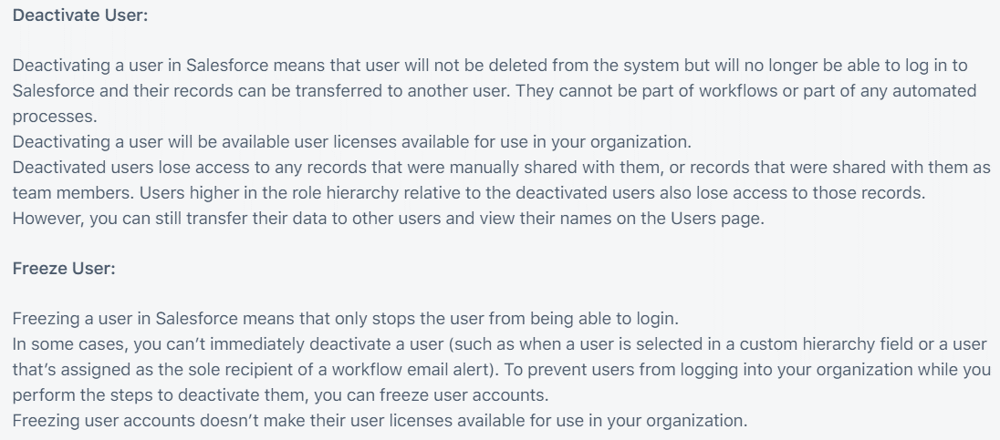 Deactivate User:
Deactivating a user in Salesforce means that user will not be deleted from the system but will no longer be able to log in to
Salesforce and their records can be transferred to another user. They cannot be part of workflows or part of any automated
processes.
Deactivating a user will be available user licenses available for use in your organization.
Deactivated users lose access to any records that were manually shared with them, or records that were shared with them as
team members. Users higher in the role hierarchy relative to the deactivated users also lose access to those records.
However, you can still transfer their data to other users and view their names on the Users page.
Freeze User:
Freezing a user in Salesforce means that only stops the user from being able to login.
In some cases, you can’t immediately deactivate a user (such as when a user is selected in a custom hierarchy field or a user
that’s assigned as the sole recipient of a workflow email alert). To prevent users from logging into your organization while you
perform the steps to deactivate them, you can freeze user accounts.
Freezing user accounts doesn’t make their user licenses available for use in your organization.